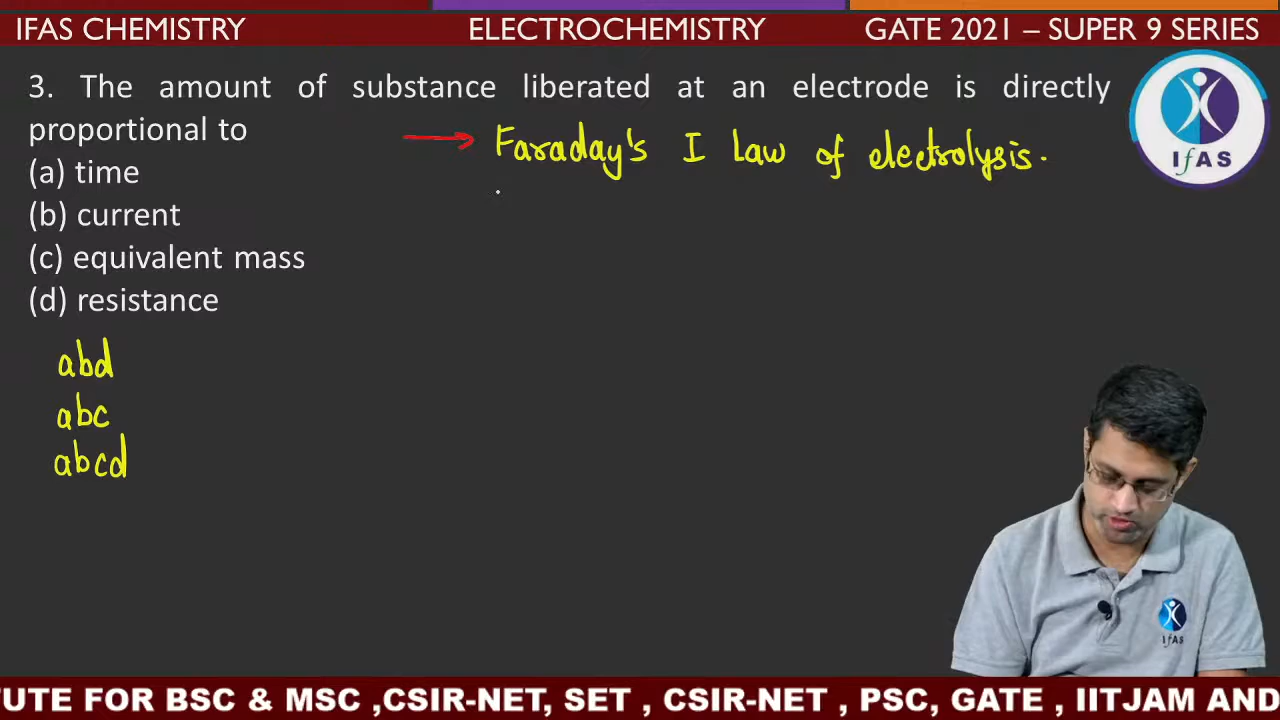 IFAS CHEMISTRY ELECTROCHEMISTRY GATE 2021 – SUPER 9 SERIES
3. The amount of substance liberated at an electrode is directly
proportional to
Faraday's I Law of electrolysis.
(a) time
(b) current
(c) equivalent mass
(d) resistance
abd
abc
abcd
IfAS
IfAS
TUTE FOR BSC & MSC ,CSIR-NET, SET , CSIR-NET , PSC, GATE , IITJAM AND